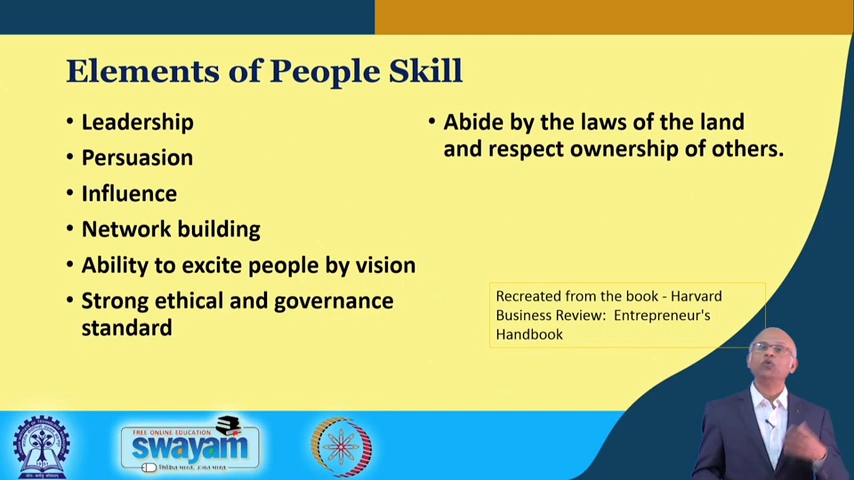 Elements of People Skill
• Leadership
• Persuasion
• Influence
• Network building
• Ability to excite people by vision
• Strong ethical and governance
standard
• Abide by the laws of the land
and respect ownership of others.
Recreated from the book - Harvard
Business Review: Entrepreneur's
Handbook
FREE ONLINE EDUCATION
swayam